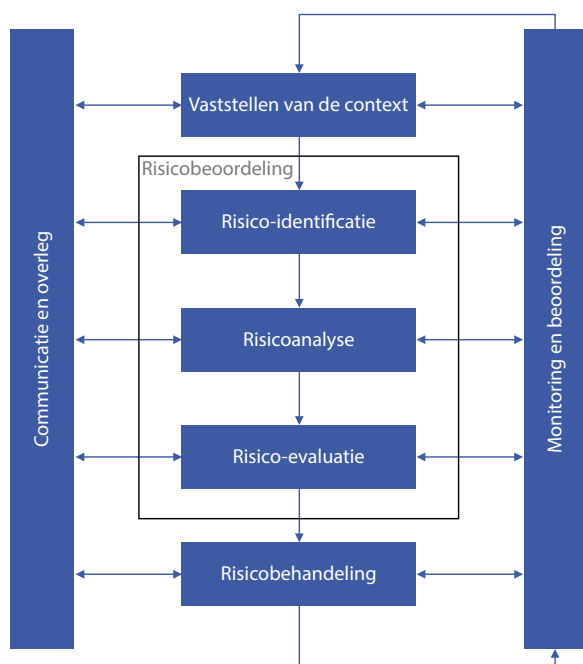 Vaststellen van de context
Risicobeoordeling
Risico-identificatie
Risicoanalyse
Risico-evaluatie
Risicobehandeling
Communicatie en overleg
Monitoring en beoordeling